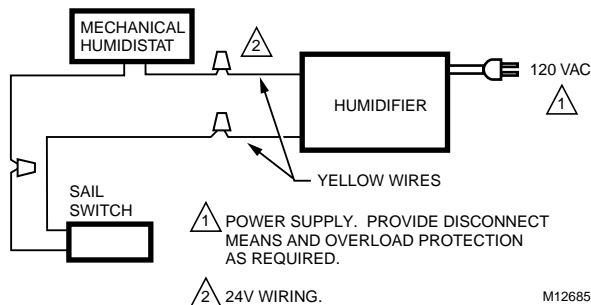 MECHANICAL
HUMIDISTAT
2
HUMIDIFIER
120 VAC
1
YELLOW WIRES
SAIL
SWITCH
1 POWER SUPPLY. PROVIDE DISCONNECT
MEANS AND OVERLOAD PROTECTION
AS REQUIRED.
2 24V WIRING.
M12685